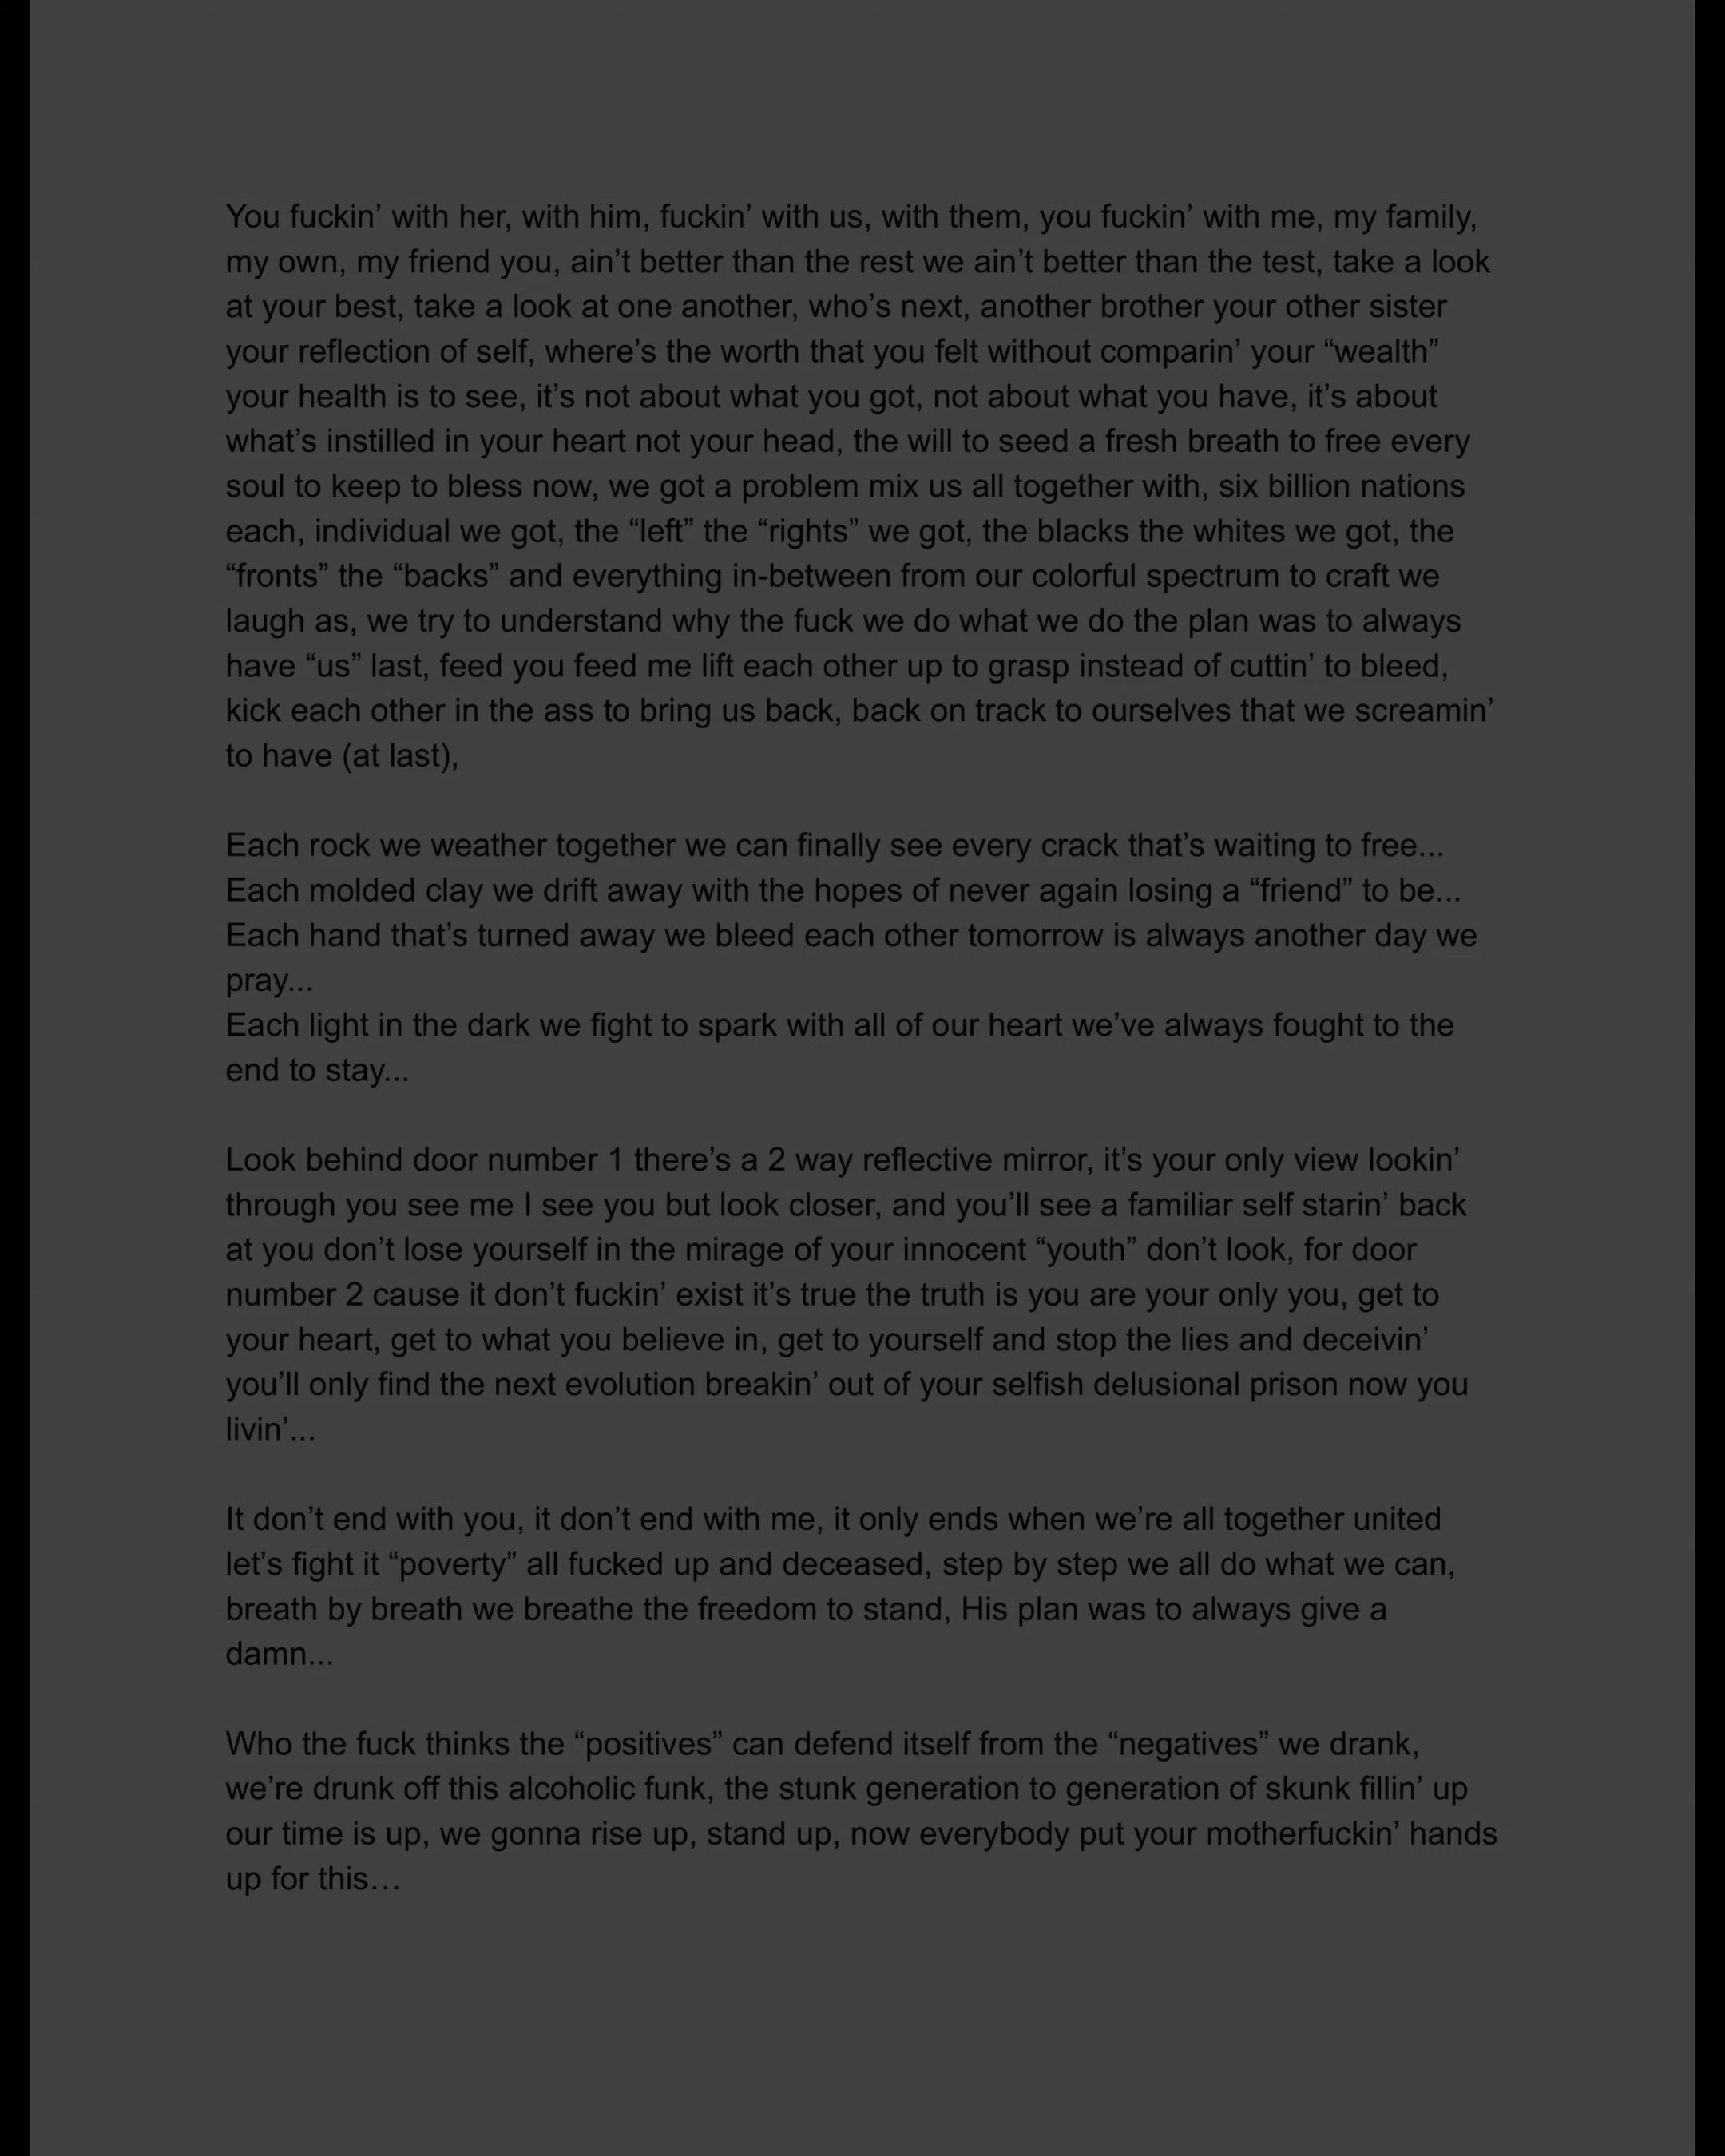 You fuckin’ with her, with him, fuckin’ with us, with them, you fuckin’ with me, my family,
my own, my friend you, ain’t better than the rest we ain’t better than the test, take a look
at your best, take a look at one another, who’s next, another brother your other sister
your reflection of self, where’s the worth that you felt without comparin’ your “wealth”
your health is to see, it’s not about what you got, not about what you have, it’s about
what’s instilled in your heart not your head, the will to seed a fresh breath to free every
soul to keep to bless now, we got a problem mix us all together with, six billion nations
each, individual we got, the “left” the “rights” we got, the blacks the whites we got, the
“fronts” the “backs” and everything in-between from our colorful spectrum to craft we
laugh as, we try to understand why the fuck we do what we do the plan was to always
have “us” last, feed you feed me lift each other up to grasp instead of cuttin’ to bleed,
kick each other in the ass to bring us back, back on track to ourselves that we screamin’
to have (at last),

Each rock we weather together we can finally see every crack that’s waiting to free...
Each molded clay we drift away with the hopes of never again losing a “friend” to be...
Each hand that’s turned away we bleed each other tomorrow is always another day we
pray...
Each light in the dark we fight to spark with all of our heart we’ve always fought to the
end to stay...

Look behind door number 1 there’s a 2 way reflective mirror, it’s your only view lookin’
through you see me I see you but look closer, and you’ll see a familiar self starin’ back
at you don’t lose yourself in the mirage of your innocent “youth” don’t look, for door
number 2 cause it don’t fuckin’ exist it’s true the truth is you are your only you, get to
your heart, get to what you believe in, get to yourself and stop the lies and deceivin’
you’ll only find the next evolution breakin’ out of your selfish delusional prison now you
livin’...

It don’t end with you, it don’t end with me, it only ends when we’re all together united
let’s fight it “poverty” all fucked up and deceased, step by step we all do what we can,
breath by breath we breathe the freedom to stand, His plan was to always give a
damn...

Who the fuck thinks the “positives” can defend itself from the “negatives” we drank,
we’re drunk off this alcoholic funk, the stunk generation to generation of skunk fillin’ up
our time is up, we gonna rise up, stand up, now everybody put your motherfuckin’ hands
up for this…